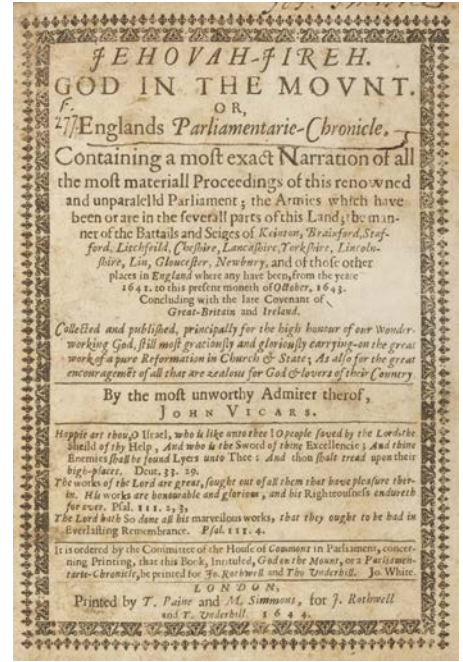 JEHOVAH-JIREH.
GOD IN THE MOVNT.
OR,
277 Englands Parliamentarie-Chronicle.
Containing a most exact Narration of all
the most materiall Proceedings of this renowned
and unparalel'd Parliament; the Armies which have
been or are in the severall parts of this Land; the man-
ner of the Battails and Seiges of Keinton, Brainford, Staf-
ford, Litchfeild, Cheshire, Lancashire, Yorkshire, Lincoln-
shire, Lin, Gloucester, Newbury, and of those other
places in England where any have been, from the yeare
1641. to this present moneth of October, 1643.
Concluding with the late Covenant of
Great-Britain and Ireland.
Collected and published, principally for the high honour of our Wonder-
working God, still most graciously and gloriously carrying-on the great
work of a pure Reformation in Church & State; As also for the great
encouragemēt of all that are zealous for God & lovers of their Country
By the most unworthy Admirer therof,
JOHN VICARS.
Happie art thou, O Israel, who is like unto thee! O people saved by the Lord, the
Sheild of thy Help, And who is the Sword of thine Excellencie; And thine
Enemies shall be found Lyers unto Thee; And thou shalt tread upon their
high-places. Deut. 33. 29.
The works of the Lord are great, sought out of all them that have pleasure ther-
in. His works are honourable and glorious, and his Righteousness endureth
for ever. Psal. 111. 2, 3,
The Lord hath So done all his marveilous works, that they ought to be had in
Everlasting Remembrance. Psal. 111. 4.
It is ordered by the Committee of the House of Commons in Parliament, concer-
ning Printing, that this Book, Intituled, God on the Mount, or a Parliamen-
tarie-Chronicle, be printed for Jo. Rothwell and Tho Underhill. Jo. White.
LONDON,
Printed by T. Paine and M. Simmons, for J. Rothwell
and T. Underhill. 1644.